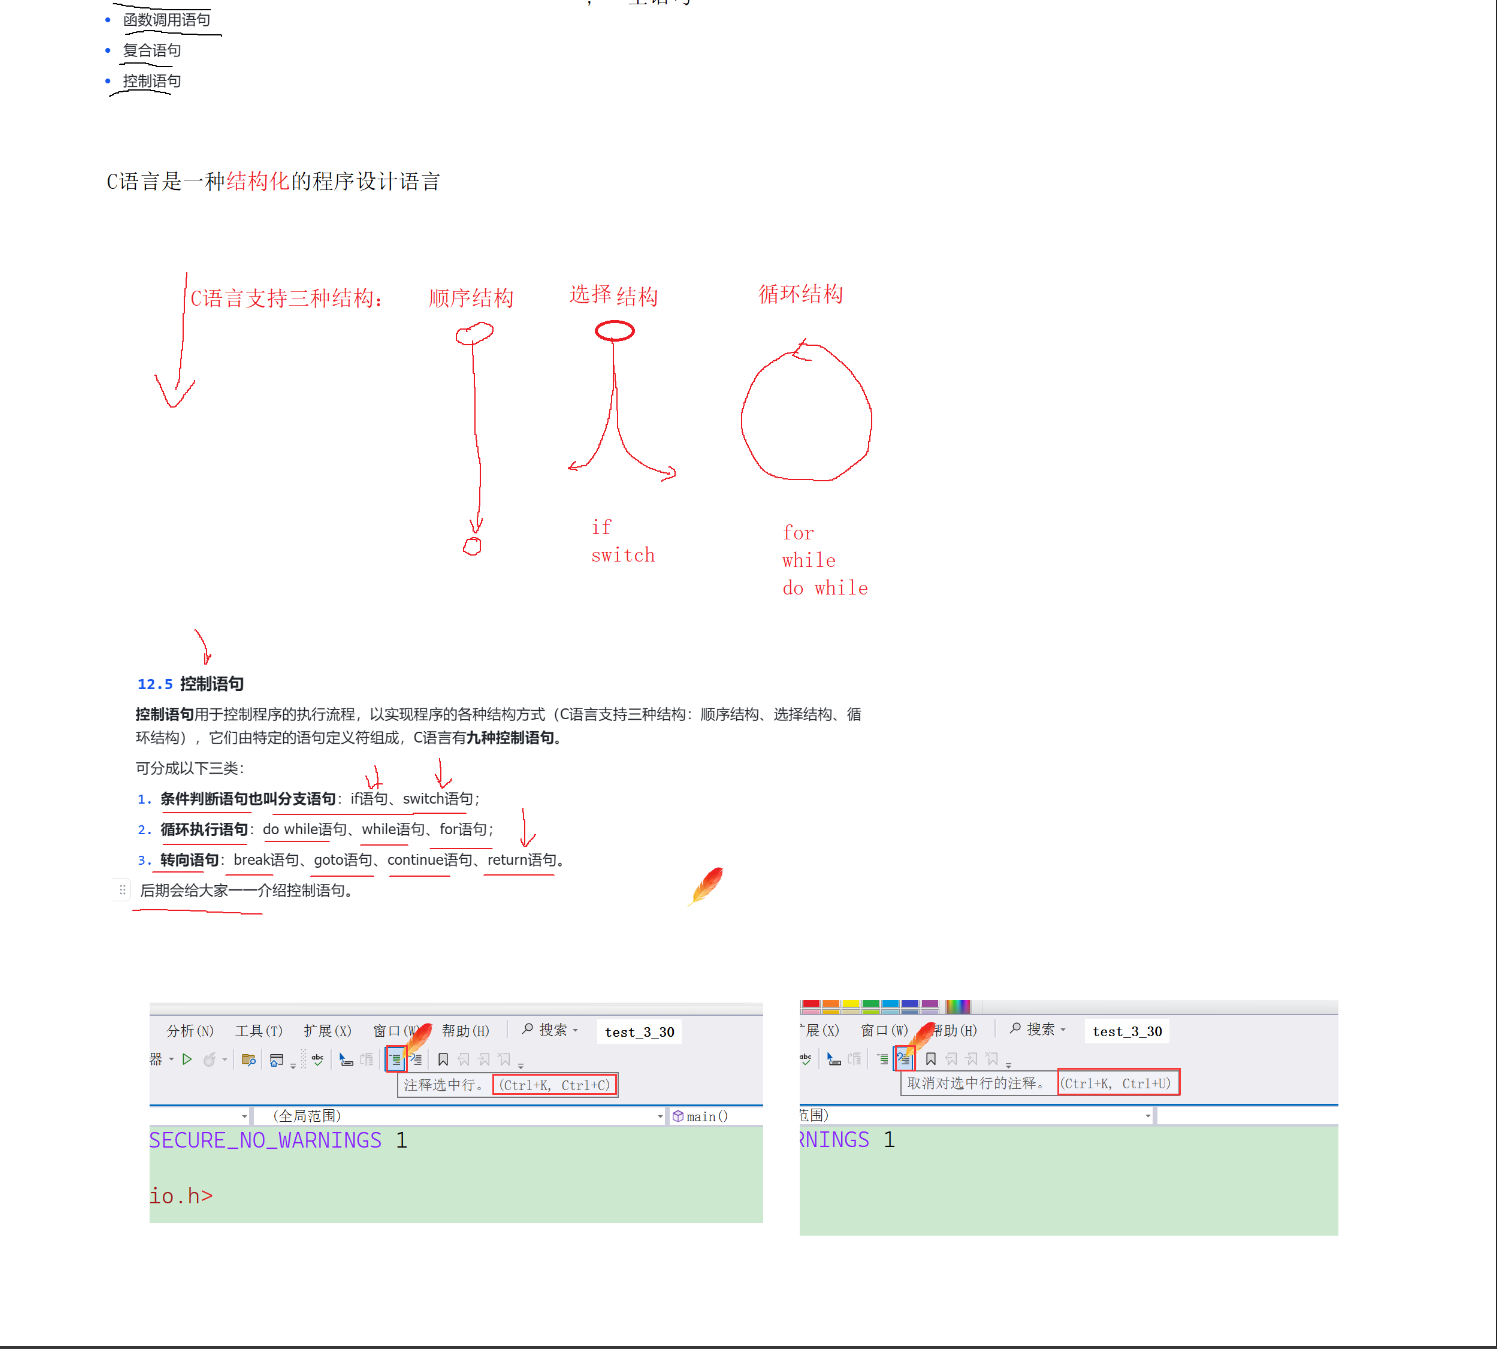 函数调用语句
复合语句
控制语句
C语言是一种结构化的程序设计语言
C语言支持三种结构: 顺序结构 选择 结构 循环结构
if
switch
for
while
do while
12.5 控制语句
控制语句用于控制程序的执行流程，以实现程序的各种结构方式（C语言支持三种结构：顺序结构、选择结构、循
环结构），它们由特定的语句定义符组成，C语言有九种控制语句。
可分成以下三类：
1. 条件判断语句也叫分支语句：if语句、switch语句；
2. 循环执行语句：do while语句、while语句、for语句；
3. 转向语句：break语句、goto语句、continue语句、return语句。
后期会给大家一一介绍控制语句。
分析(N) 工具(T) 扩展(X) 窗口(W) 帮助(H) 搜索 test_3_30
器
注释选中行。 (Ctrl+K, Ctrl+C)
(全局范围) main()
SECURE_NO_WARNINGS 1
io.h>
展(X) 窗口(W) 帮助(H) 搜索 test_3_30
取消对选中行的注释。 (Ctrl+K, Ctrl+U)
范围)
RNINGS 1